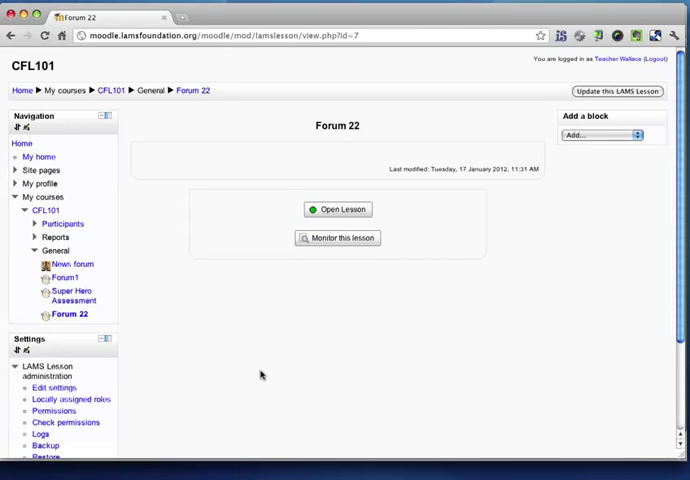 Forum 22
moodle.lamsfoundation.org/moodle/mod/lamslesson/view.php?id=7
CFL101
You are logged in as Teacher Wallace (Logout)
Home ▶ My courses ▶ CFL101 ▶ General ▶ Forum 22
Update this LAMS Lesson
Navigation
Home
My home
Site pages
My profile
My courses
CFL101
Participants
Reports
General
News forum
Forum1
Super Hero
Assessment
Forum 22
Settings
LAMS Lesson
administration
Edit settings
Locally assigned roles
Permissions
Check permissions
Logs
Backup
Restore
Forum 22
Last modified: Tuesday, 17 January 2012, 11:31 AM
Open Lesson
Monitor this lesson
Add a block
Add...